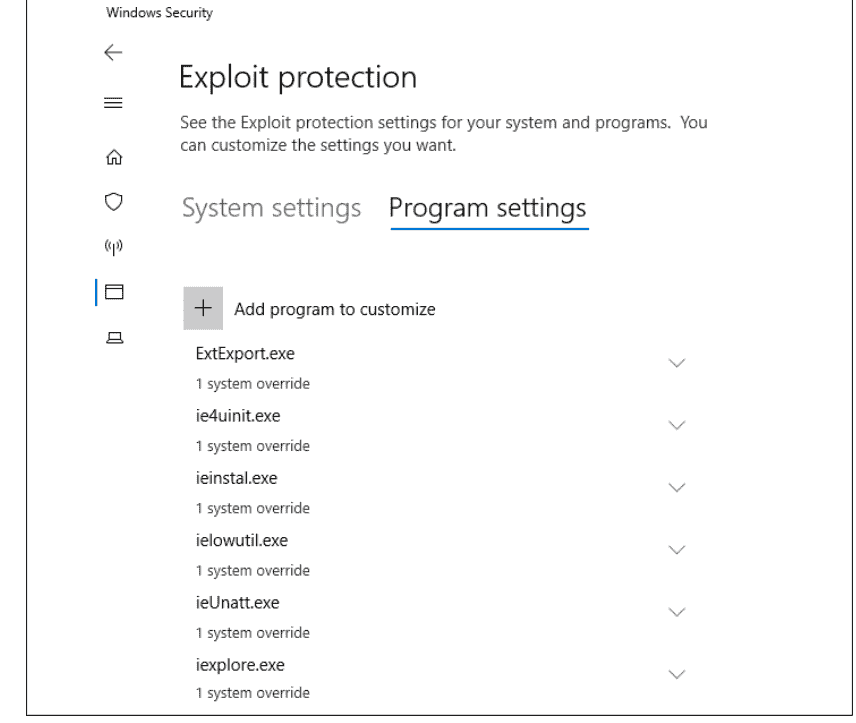 Windows Security
Exploit protection
See the Exploit protection settings for your system and programs. You
can customize the settings you want.
System settings Program settings
Add program to customize
ExtExport.exe
1 system override
ie4uinit.exe
1 system override
ieinstal.exe
1 system override
ielowutil.exe
1 system override
ieUnatt.exe
1 system override
iexplore.exe
1 system override